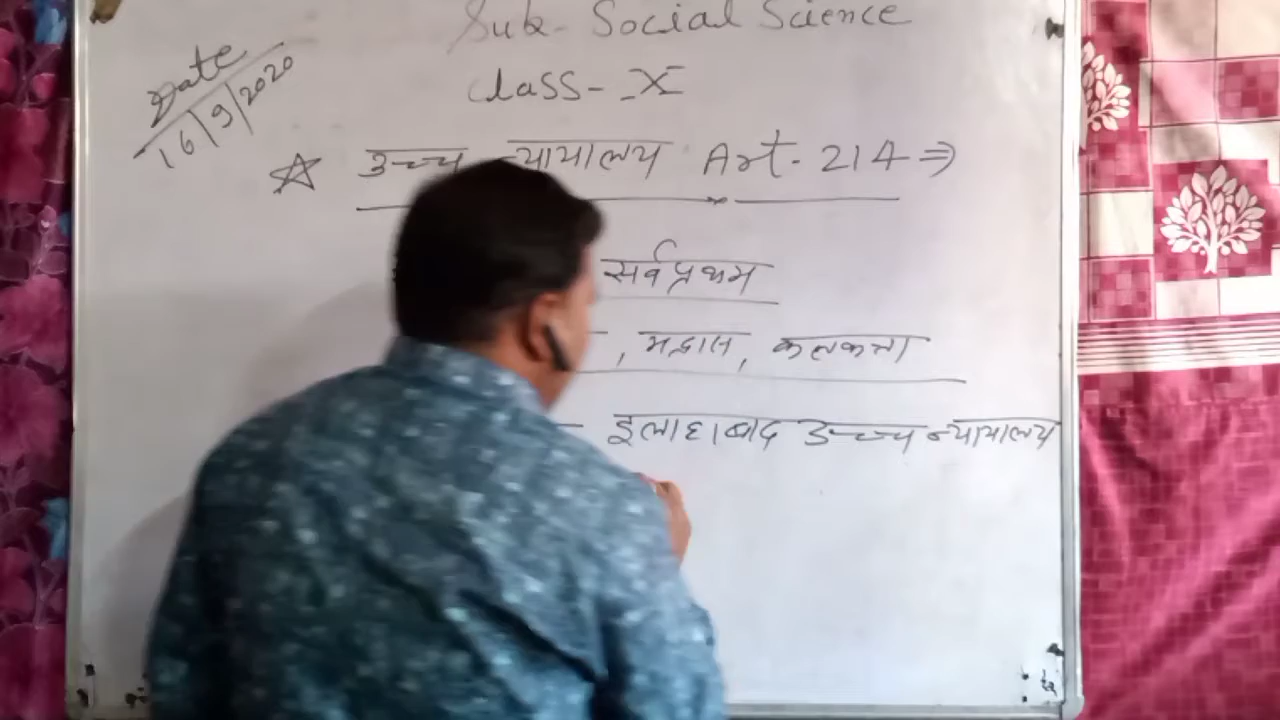 Sub- Social Science
Date
16/9/2020
Class- X
☆ उच्च न्यायालय Art- 214 ⇒
सर्वप्रथम
, मद्रास, कलकत्ता
इलाहाबाद उच्च न्यायालय